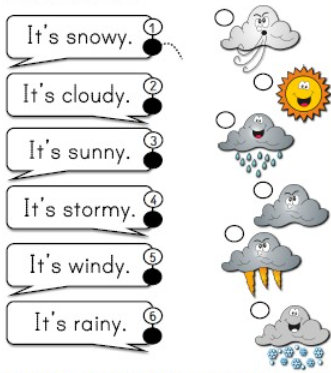 It's snowy. 1
It's cloudy. 2
It's sunny. 3
It's stormy. 4
It's windy. 5
It's rainy. 6